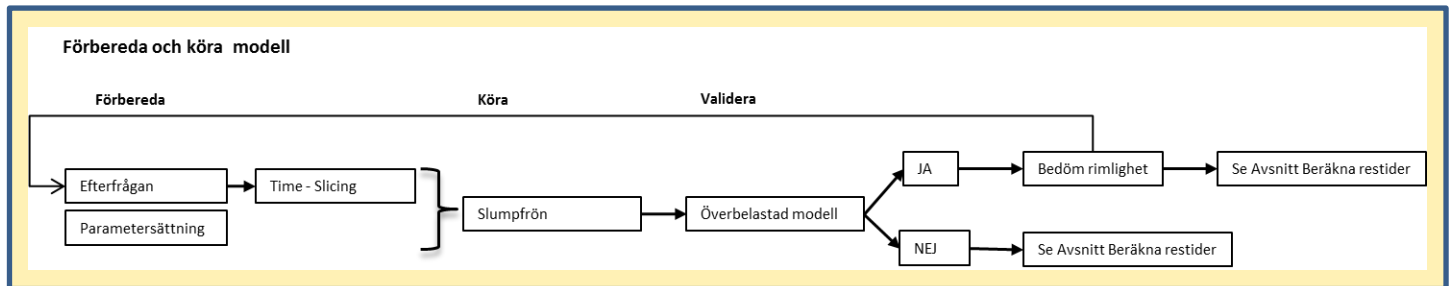 Förbereda och köra modell
Förbereda
Köra
Validera
Efterfrågan
Time - Slicing
Parametersättning
Slumpfrön
Överbelastad modell
JA
Bedöm rimlighet
Se Avsnitt Beräkna restider
NEJ
Se Avsnitt Beräkna restider